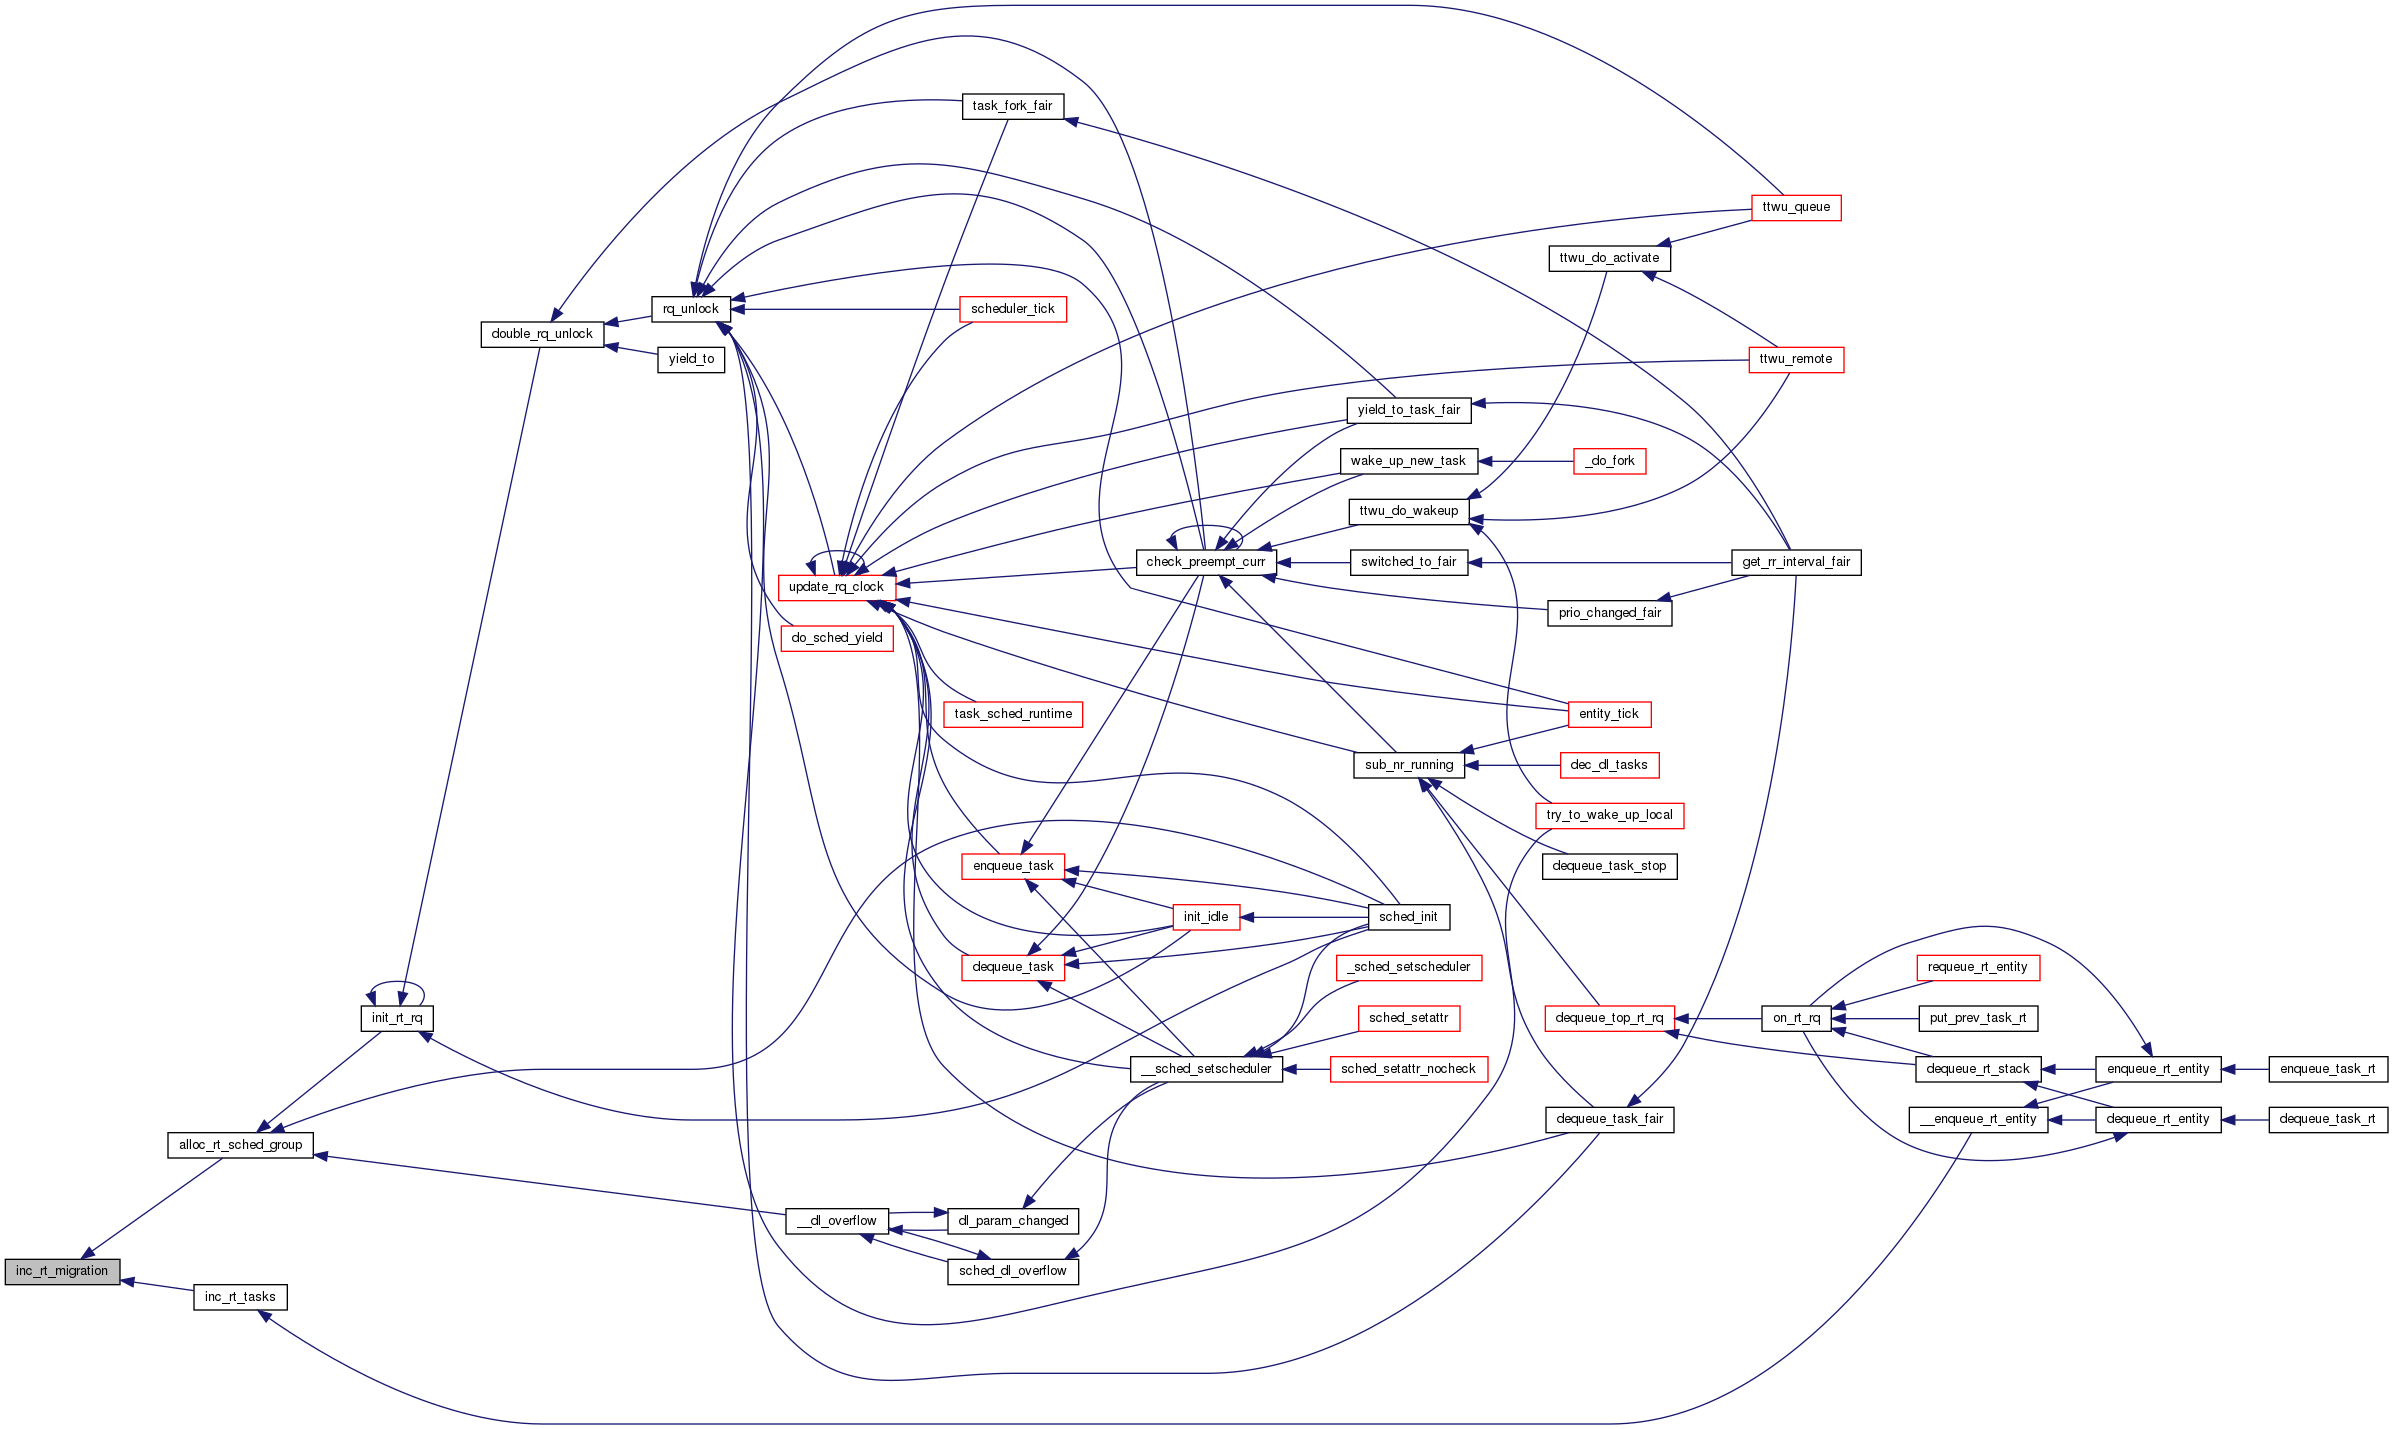 task_fork_fair
ttwu_queue
ttwu_do_activate
rq_unlock
scheduler_tick
double_rq_unlock
yield_to
ttwu_remote
yield_to_task_fair
wake_up_new_task
_do_fork
ttwu_do_wakeup
check_preempt_curr
switched_to_fair
get_rr_interval_fair
update_rq_clock
prio_changed_fair
do_sched_yield
task_sched_runtime
entity_tick
sub_nr_running
dec_dl_tasks
try_to_wake_up_local
enqueue_task
dequeue_task_stop
init_idle
sched_init
dequeue_task
_sched_setscheduler
requeue_rt_entity
init_rt_rq
sched_setattr
dequeue_top_rt_rq
on_rt_rq
put_prev_task_rt
__sched_setscheduler
sched_setattr_nocheck
dequeue_rt_stack
enqueue_rt_entity
enqueue_task_rt
dequeue_task_fair
__enqueue_rt_entity
dequeue_rt_entity
dequeue_task_rt
alloc_rt_sched_group
__dl_overflow
dl_param_changed
inc_rt_migration
sched_dl_overflow
inc_rt_tasks